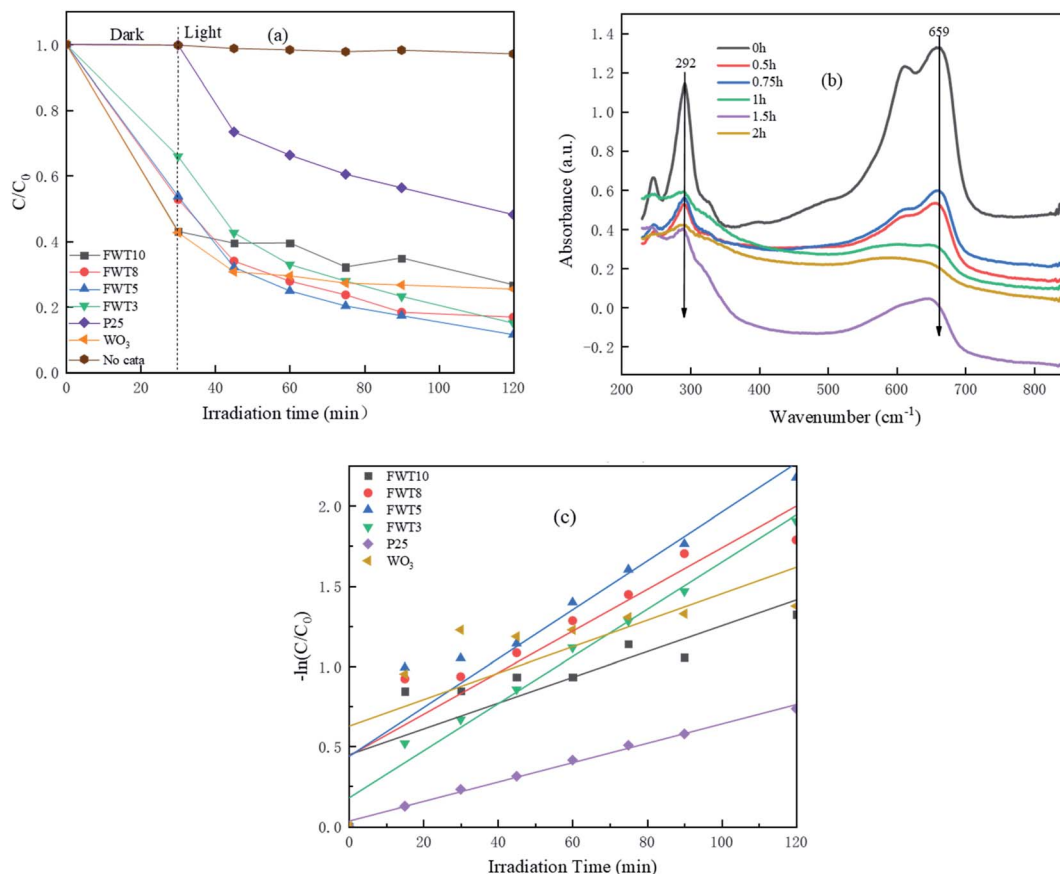 Dark Light (a)
1.0
0.8
0.6
0.4
0.2
0.0
C/C₀
FWT10
FWT8
FWT5
FWT3
P25
WO₃
No cata
0 20 40 60 80 100 120
Irradiation time (min）
1.4
1.2
1.0
0.8
0.6
0.4
0.2
0.0
−0.2
Absorbance (a.u.)
0h
0.5h
0.75h
1h
1.5h
2h
292
659
(b)
200 300 400 500 600 700 800
Wavenumber (cm⁻¹)
2.0
1.5
1.0
0.5
0.0
-ln(C/C₀)
FWT10
FWT8
FWT5
FWT3
P25
WO₃
(c)
0 20 40 60 80 100 120
Irradiation Time (min)